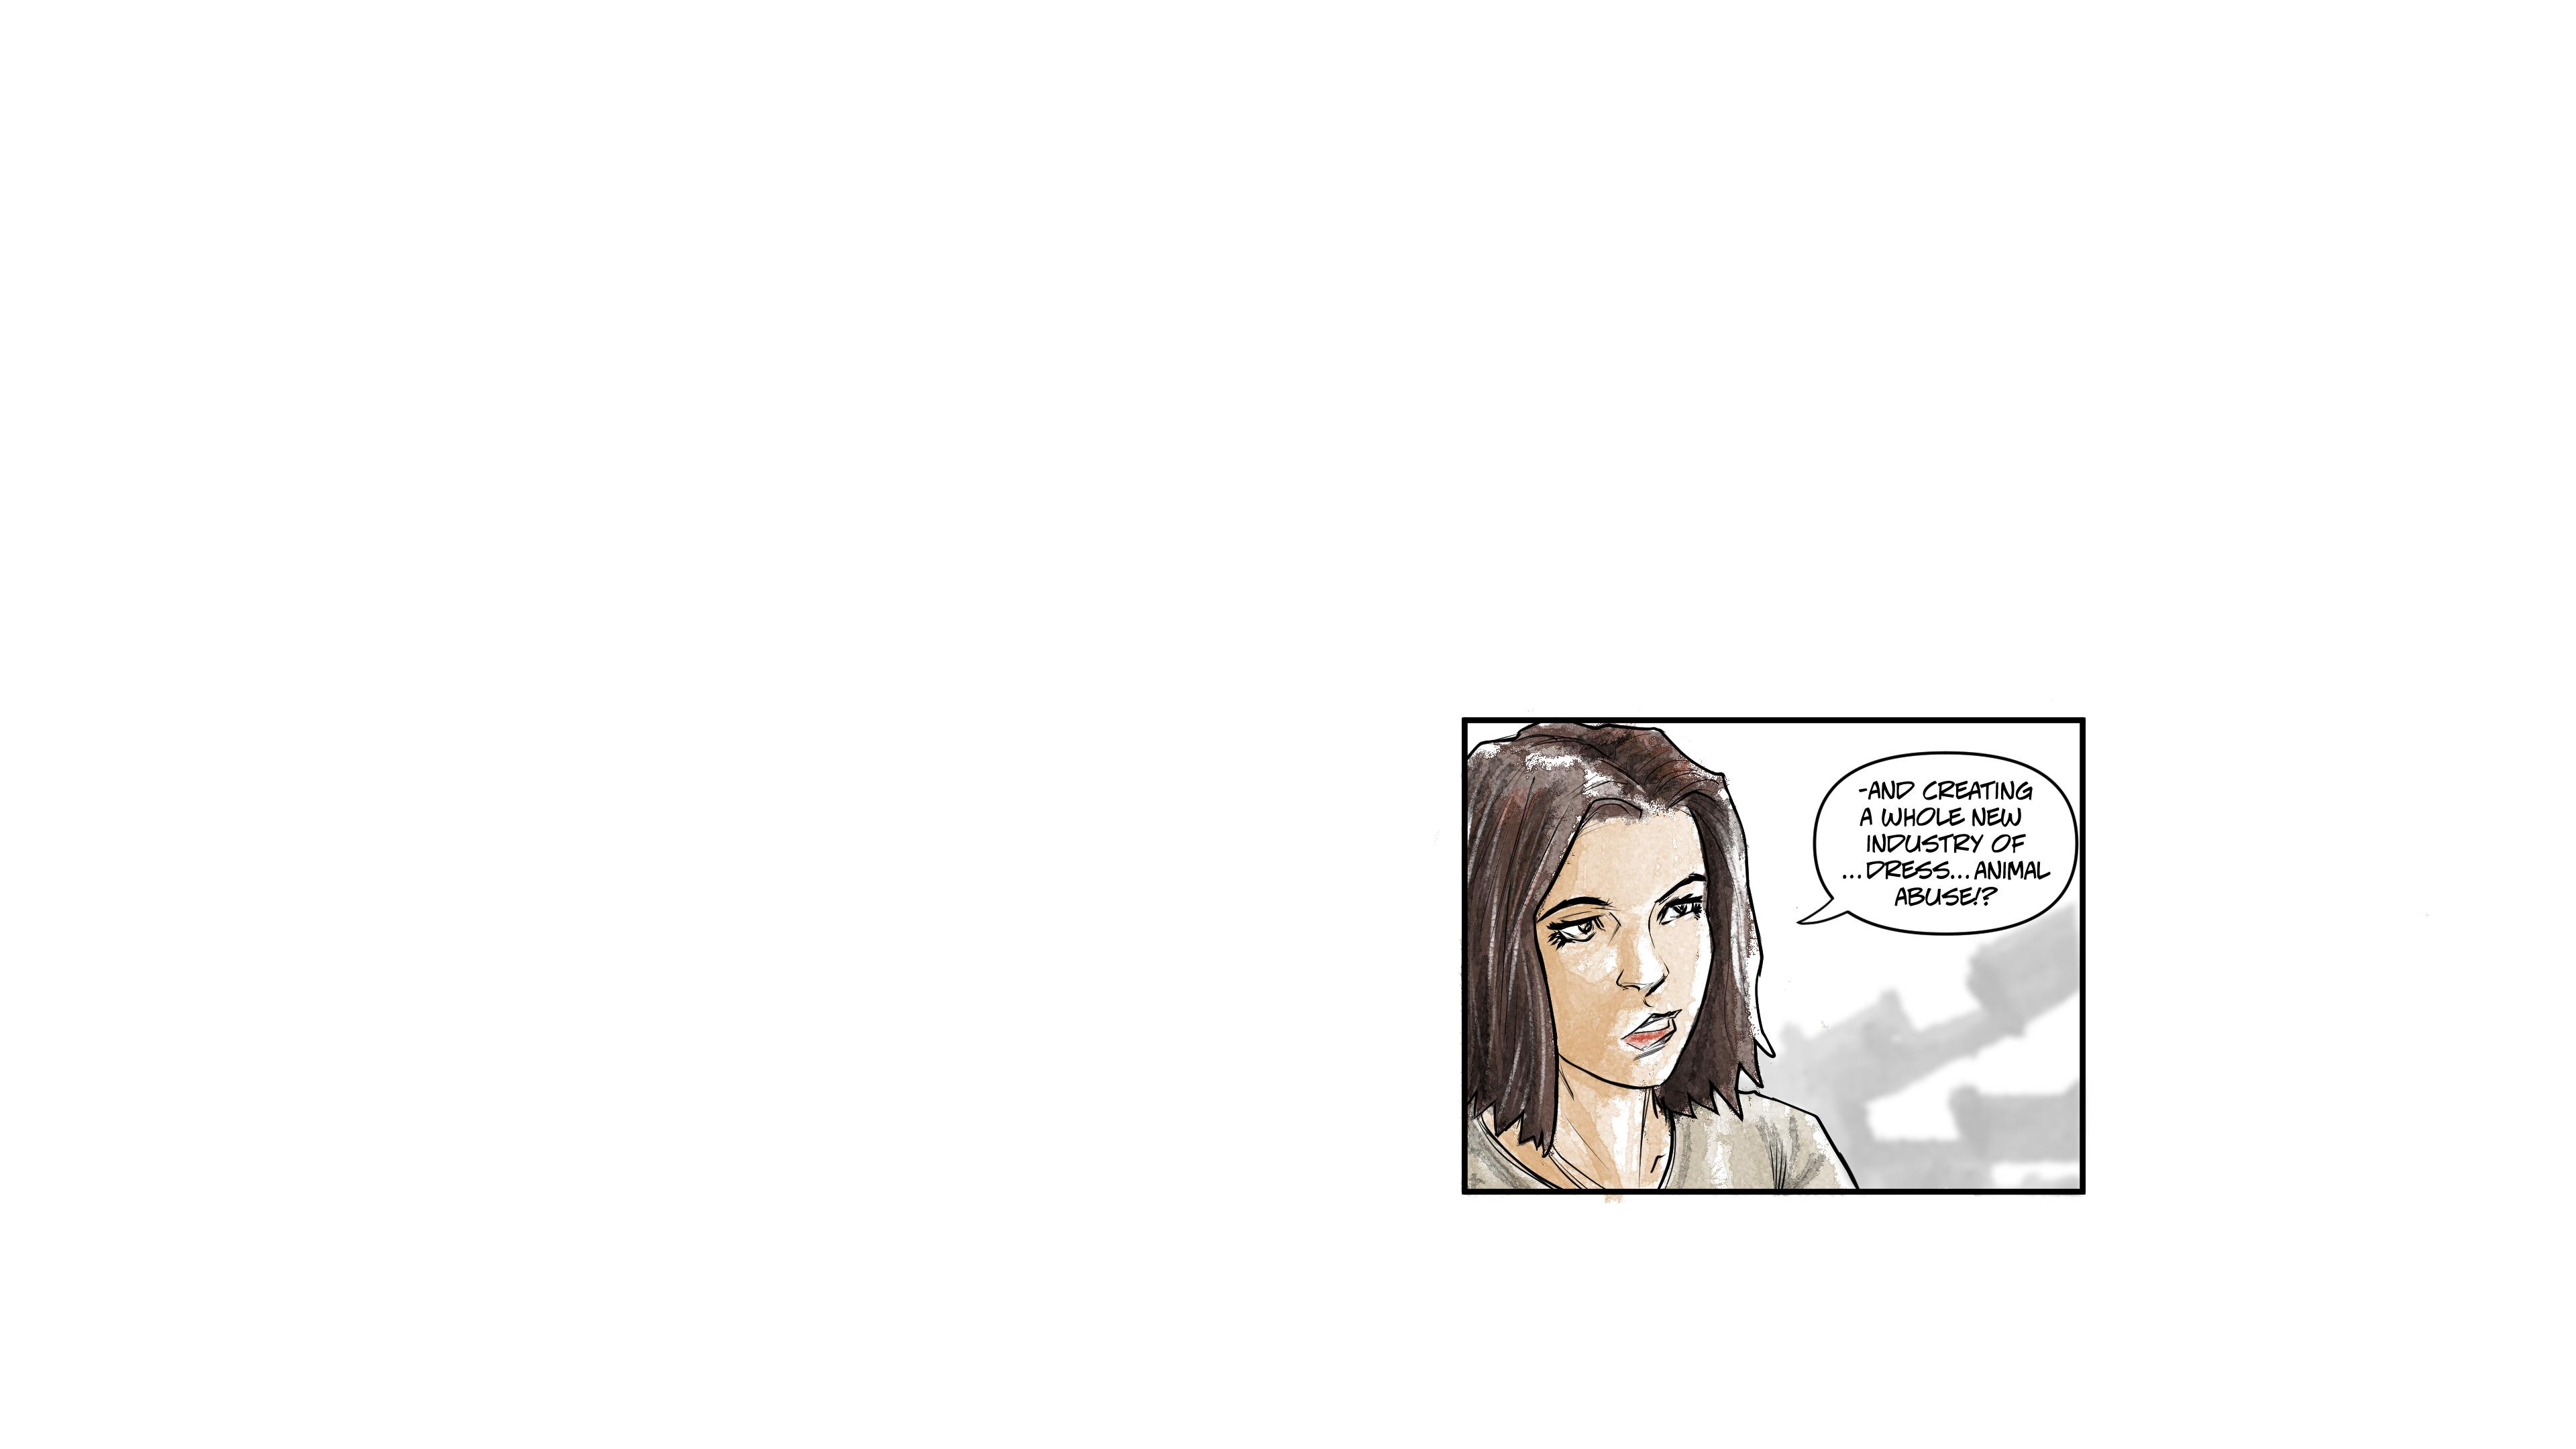 -AND CREATING
A WHOLE NEW
INDUSTRY OF
...DRESS...ANIMAL
ABUSE!?